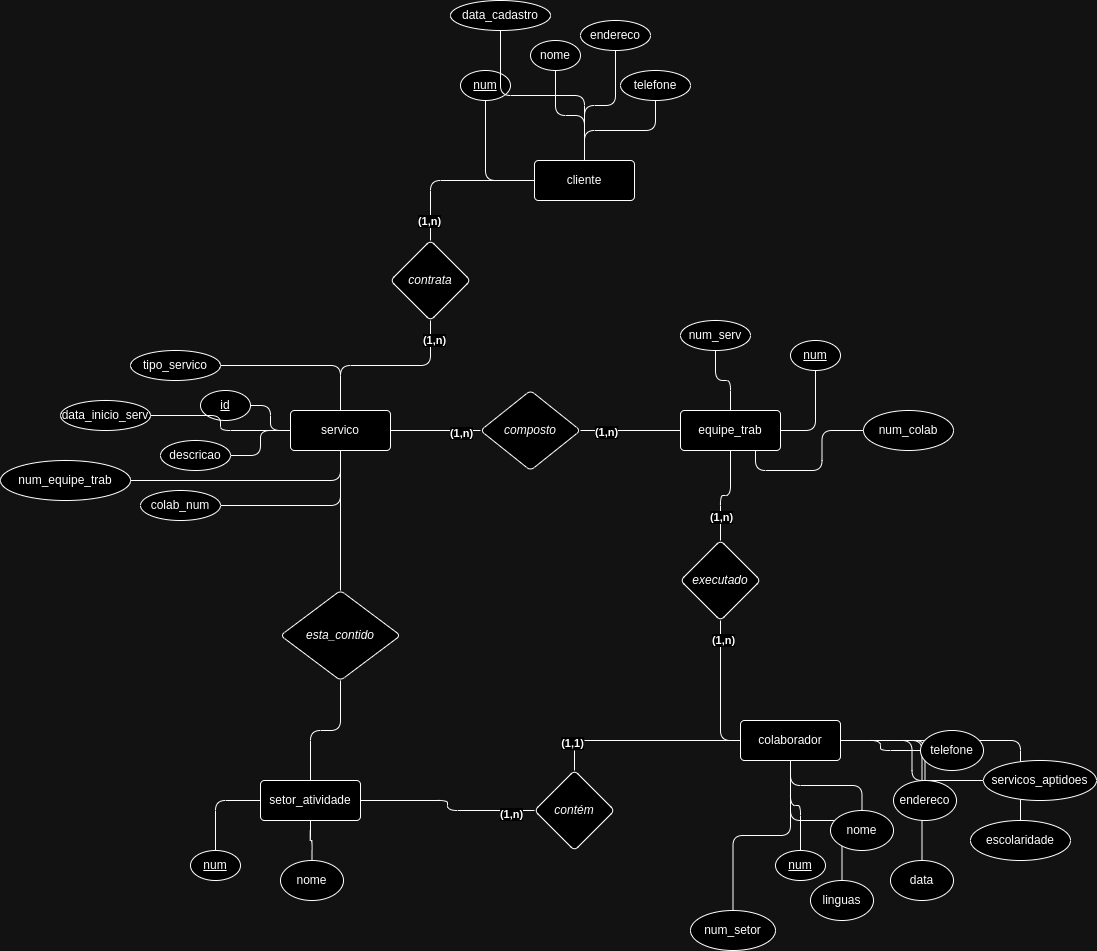 data_cadastro
endereco
nome
num
telefone
cliente
(1,n)
contrata
(1,n)
tipo_servico
id
data_inicio_serv
descricao
num_equipe_trab
colab_num
servico
(1,n)
composto
(1,n)
num_serv
num
equipe_trab
num_colab
(1,n)
executado
(1,n)
esta_contido
setor_atividade
num
nome
(1,n)
contém
(1,1)
colaborador
telefone
servicos_aptidoes
endereco
escolaridade
nome
num
data
linguas
num_setor